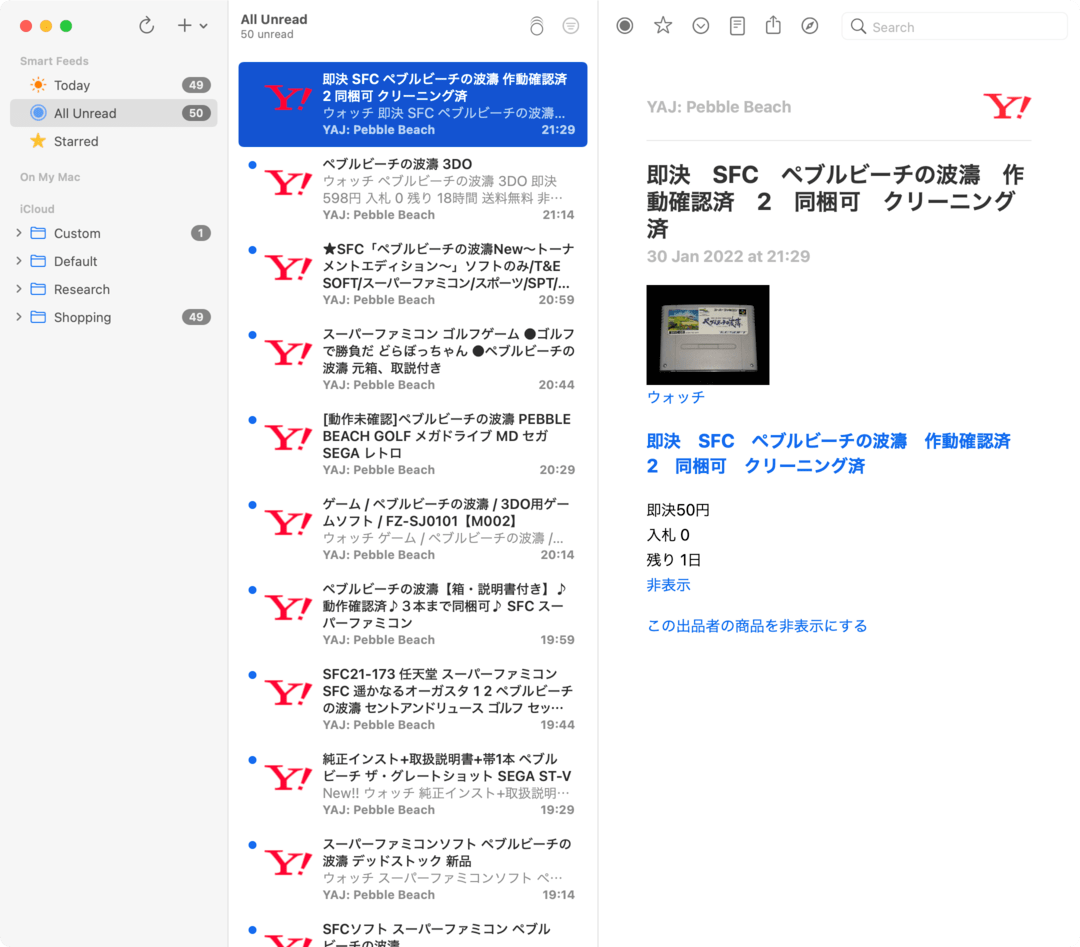 Smart Feeds
Today 49
All Unread 50
Starred
On My Mac
iCloud
Custom 1
Default
Research
Shopping 49
All Unread
50 unread
即決 SFC ペブルビーチの波濤 作動確認済
2 同梱可 クリーニング済
ウォッチ 即決 SFC ペブルビーチの波濤…
YAJ: Pebble Beach 21:29
ペブルビーチの波濤 3DO
ウォッチ ペブルビーチの波濤 3DO 即決
598円 入札 0 残り 18時間 送料無料 非…
YAJ: Pebble Beach 21:14
★SFC「ペブルビーチの波濤New〜トーナ
メントエディション〜」ソフトのみ/T&E
SOFT/スーパーファミコン/スポーツ/SPT/…
YAJ: Pebble Beach 20:59
スーパーファミコン ゴルフゲーム ●ゴルフ
で勝負だ どらぼっちゃん ●ペブルビーチの
波濤 元箱、取説付き
YAJ: Pebble Beach 20:44
[動作未確認]ペブルビーチの波濤 PEBBLE
BEACH GOLF メガドライブ MD セガ
SEGA レトロ
YAJ: Pebble Beach 20:29
ゲーム / ペブルビーチの波濤 / 3DO用ゲー
ムソフト / FZ-SJ0101【M002】
ウォッチ ゲーム / ペブルビーチの波濤 /…
YAJ: Pebble Beach 20:14
ペブルビーチの波濤【箱・説明書付き】♪
動作確認済♪３本まで同梱可♪ SFC スー
パーファミコン
YAJ: Pebble Beach 19:59
SFC21-173 任天堂 スーパーファミコン
SFC 遥かなるオーガスタ 1 2 ペブルビーチ
の波濤 セントアンドリュース ゴルフ セッ…
YAJ: Pebble Beach 19:44
純正インスト+取扱説明書+帯1本 ペブル
ビーチ ザ・グレートショット SEGA ST-V
New!! ウォッチ 純正インスト+取扱説明…
YAJ: Pebble Beach 19:29
スーパーファミコンソフト ペブルビーチの
波濤 デッドストック 新品
ウォッチ スーパーファミコンソフト ペ…
YAJ: Pebble Beach 19:14
SFCソフト スーパーファミコン ペブル
ビーチの波濤
Search
YAJ: Pebble Beach
Y!
即決　SFC　ペブルビーチの波濤　作
動確認済　2　同梱可　クリーニング
済
30 Jan 2022 at 21:29
ウォッチ
即決　SFC　ペブルビーチの波濤　作動確認済
2　同梱可　クリーニング済
即決50円
入札 0
残り 1日
非表示
この出品者の商品を非表示にする